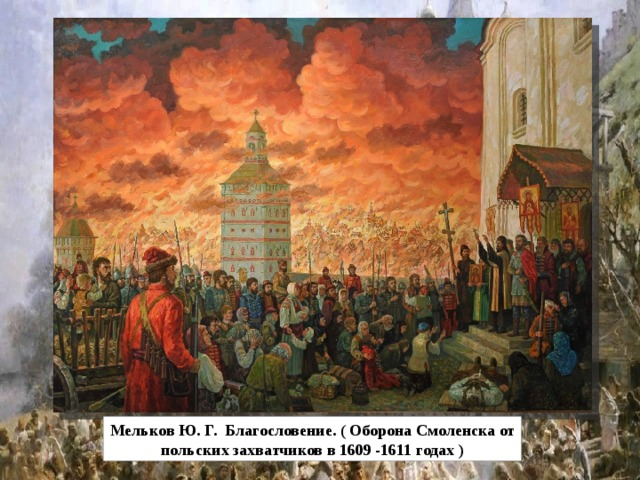 Мельков Ю. Г. Благословение. ( Оборона Смоленска от
польских захватчиков в 1609 -1611 годах )